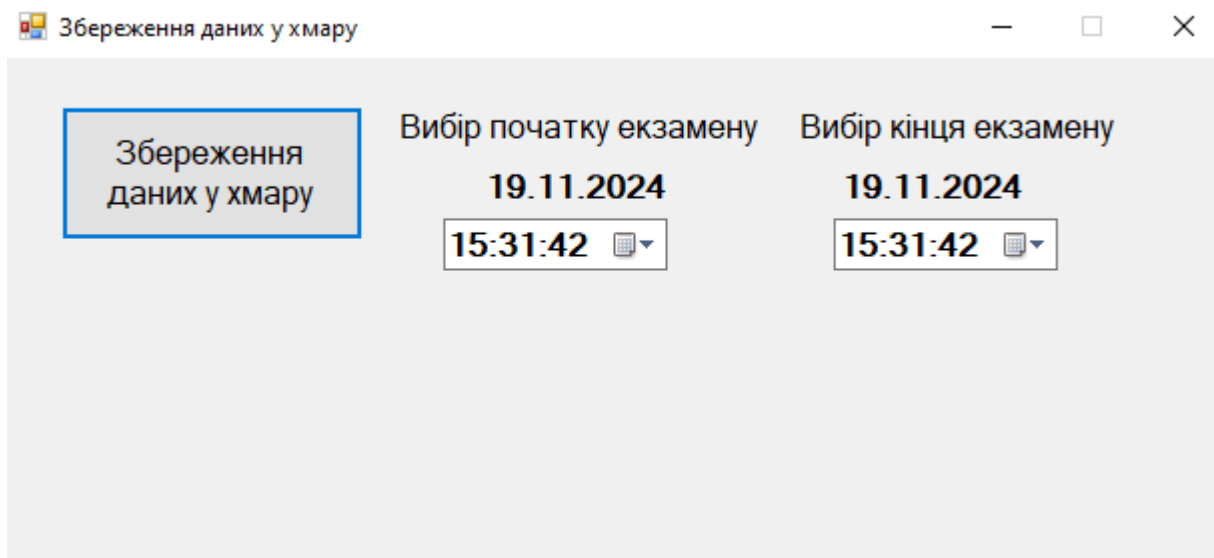 Збереження даних у хмару
Збереження
даних у хмару
Вибір початку екзамену
19.11.2024
15:31:42
Вибір кінця екзамену
19.11.2024
15:31:42